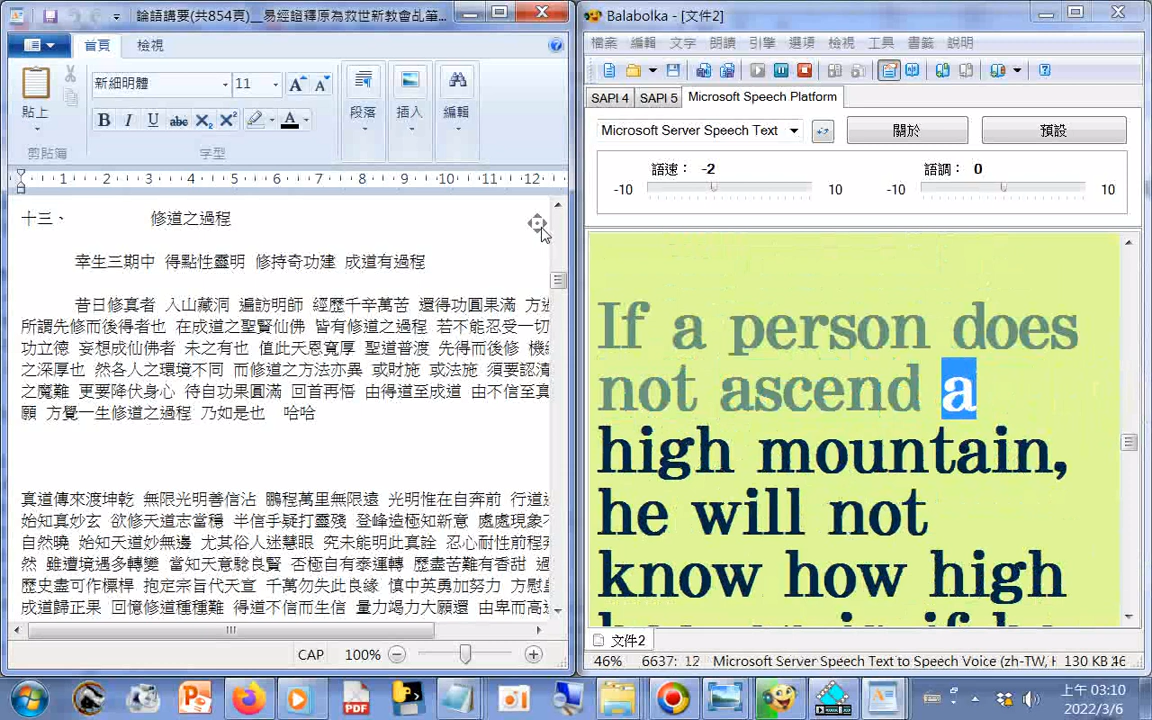 論語講要(共854頁)__易經證釋原為救世新教會乩筆...
首頁 檢視
新細明體 11
貼上
段落 插入 編輯
剪貼簿 字型
1 2 3 4 5 6 7 8 9 10 11 12
十三、 修道之過程
幸生三期中 得點性靈明 修持奇功建 成道有過程
昔日修真者 入山藏洞 遍訪明師 經歷千辛萬苦 還得功圓果滿
所謂先修而後得者也 在成道之聖賢仙佛 皆有修道之過程 若不能忍受一切
功立德 妄想成仙佛者 未之有也 值此天恩寬厚 聖道普渡 先得而後修
之深厚也 然各人之環境不同 而修道之方法亦異 或財施 或法施 須要認清
之魔難 更要降伏身心 待自功果圓滿 回首再悟 由得道至成道 由不信至真
願 方覺一生修道之過程 乃如是也 哈哈
真道傳來渡坤乾 無限光明善信沾 鵬程萬里無限遠 光明惟在自奔前
始知真妙玄 欲修天道志當穩 半信乎疑打靈殘 登峰造極知新意 處處現象
自然曉 始知天道妙無邊 尤其俗人迷慧眼 究未能明此真詮 忍心耐性前程
然 雖遭境遇多轉變 當知天意驗良賢 否極自有泰運轉 歷盡苦難有香甜
歷史盡可作標桿 抱定宗旨代天宣 千萬勿失此良緣 慎中英勇加努力
成道歸正果 回憶修道種種難 得道不信而生信 量力竭力大願還 由卑而高
CAP 100%
Balabolka - [文件2]
檔案 編輯 文字 朗讀 引擎 選項 檢視 工具 書籤 說明
SAPI 4 SAPI 5 Microsoft Speech Platform
Microsoft Server Speech Text 關於 預設
語速： -2 語調： 0
-10 10 -10 10
If a person does
not ascend a
high mountain,
he will not
know how high
文件2
46% 6637: 12 Microsoft Server Speech Text to Speech Voice (zh-TW, H 130 KB
上午 03:10
2022/3/6